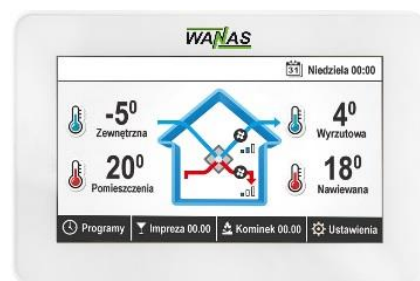 WANAS
31 Niedziela 00:00
-5⁰
Zewnętrzna
4⁰
Wyrzutowa
20⁰
Pomieszczenia
18⁰
Nawiewana
Programy Impreza 00.00 Kominek 00.00 Ustawienia